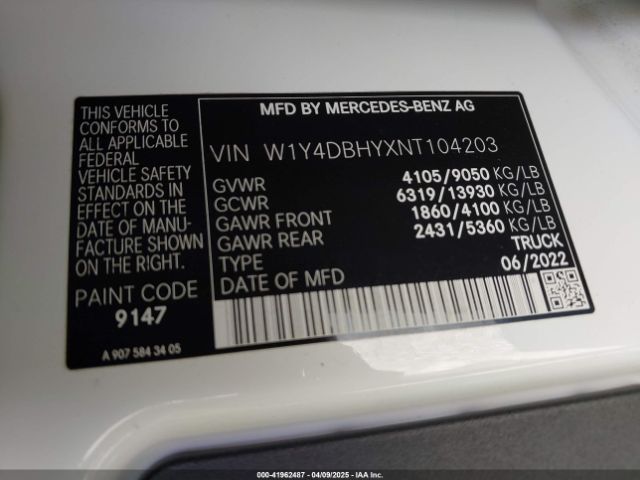 THIS VEHICLE
CONFORMS TO
ALL APPLICABLE
FEDERAL
VEHICLE SAFETY
STANDARDS IN
EFFECT ON THE
DATE OF MANU-
FACTURE SHOWN
ON THE RIGHT.
PAINT CODE
9147
A 907 584 34 05
MFD BY MERCEDES-BENZ AG
VIN W1Y4DBHYXNT104203
GVWR 4105/9050 KG/LB
GCWR 6319/13930 KG/LB
GAWR FRONT 1860/4100 KG/LB
GAWR REAR 2431/5360 KG/LB
TYPE TRUCK
DATE OF MFD 06/2022
000-41962487 - 04/09/2025 - IAAI.COM